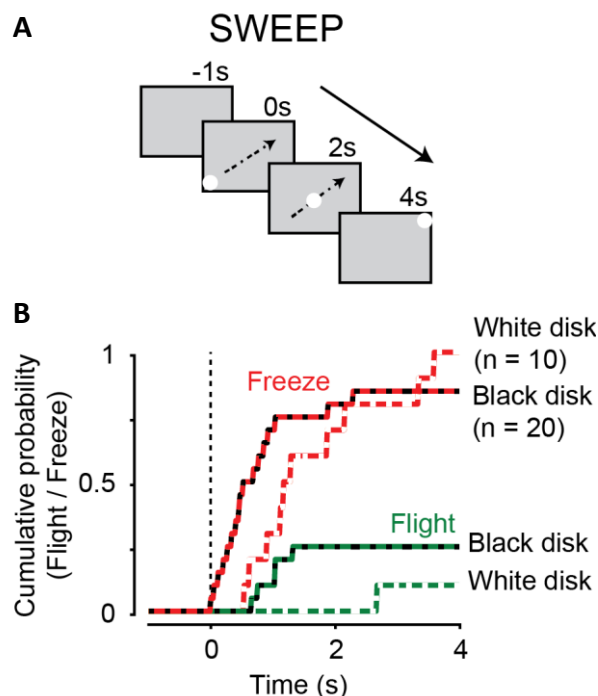 A
SWEEP
-1s
0s
2s
4s
B
Cumulative probability
(Flight / Freeze)
1
0.5
0
Freeze
Flight
White disk
(n = 10)
Black disk
(n = 20)
Black disk
White disk
0
2
4
Time (s)